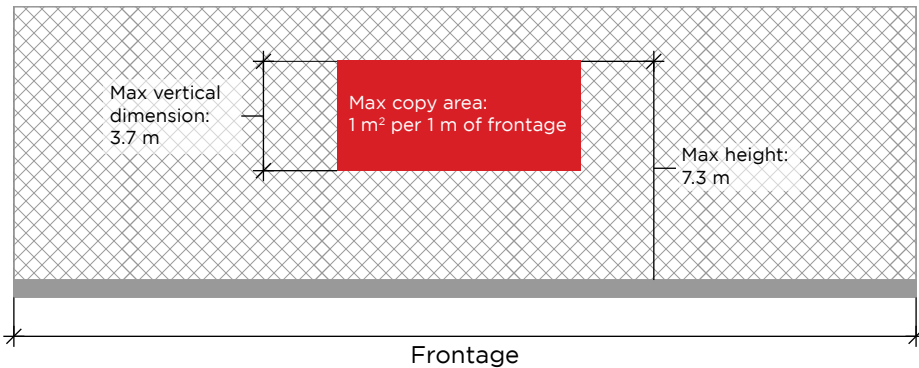 Max vertical
dimension:
3.7 m
Max copy area:
1 m² per 1 m of frontage
Max height:
7.3 m
Frontage